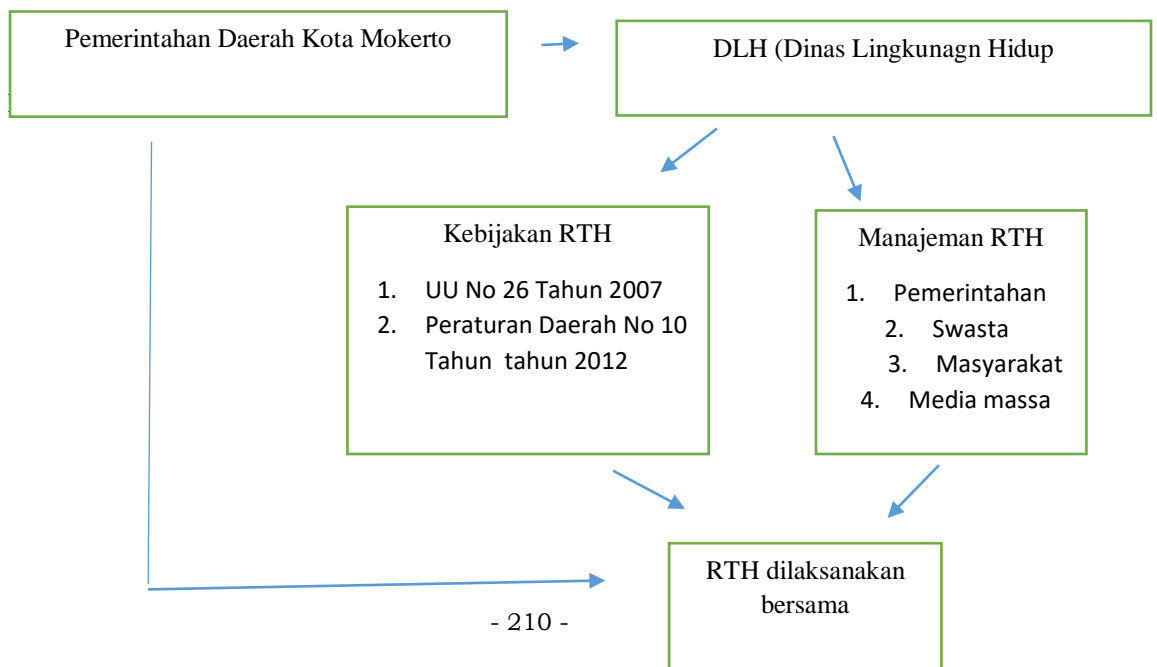 Pemerintahan Daerah Kota Mokerto
DLH (Dinas Lingkunagn Hidup
Kebijakan RTH
1. UU No 26 Tahun 2007
2. Peraturan Daerah No 10
Tahun tahun 2012
Manajeman RTH
1. Pemerintahan
2. Swasta
3. Masyarakat
4. Media massa
RTH dilaksanakan
bersama
- 210 -